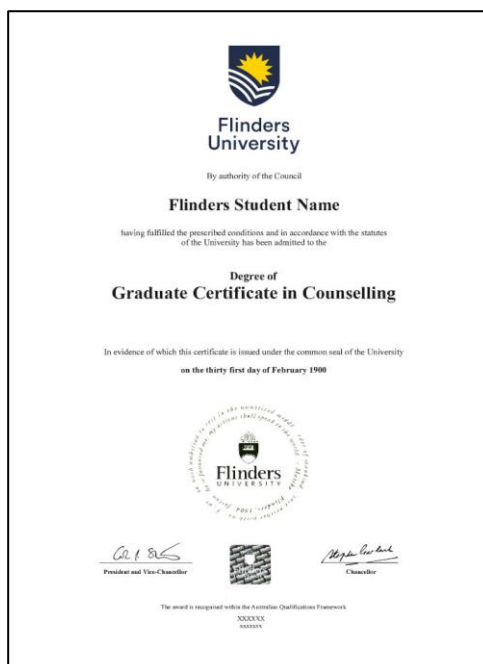 Flinders
University
By authority of the Council
Flinders Student Name
having fulfilled the prescribed conditions and in accordance with the statutes
of the University has been admitted to the
Degree of
Graduate Certificate in Counselling
In evidence of which this certificate is issued under the common seal of the University
on the thirty first day of February 1900
Flinders
UNIVERSITY
President and Vice-Chancellor
Chancellor
The award is recognised within the Australian Qualifications Framework
XXXXXX
XXXXXX